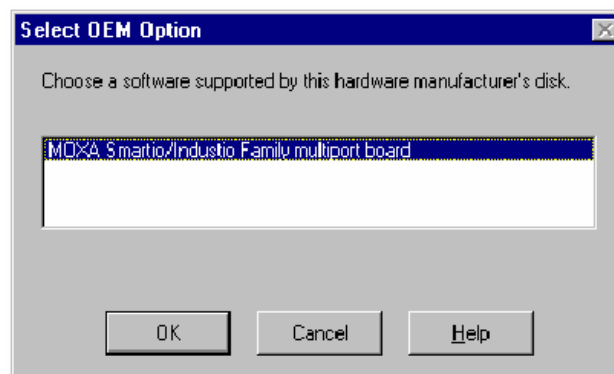 Select OEM Option
Choose a software supported by this hardware manufacturer's disk.
MOXA Smartio/Industio Family multiport board
OK
Cancel
Help